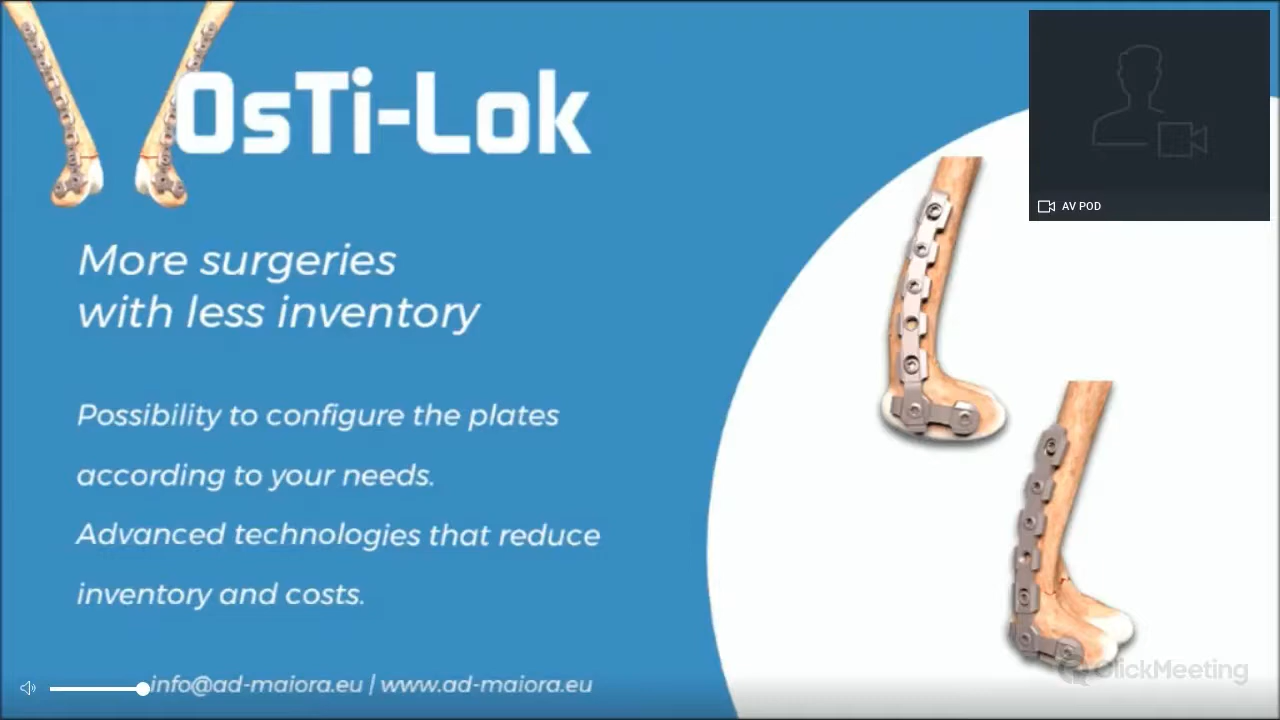 OsTi-Lok
AV POD
More surgeries
with less inventory
Possibility to configure the plates
according to your needs.
Advanced technologies that reduce
inventory and costs.
info@ad-maiora.eu | www.ad-maiora.eu
ClickMeeting